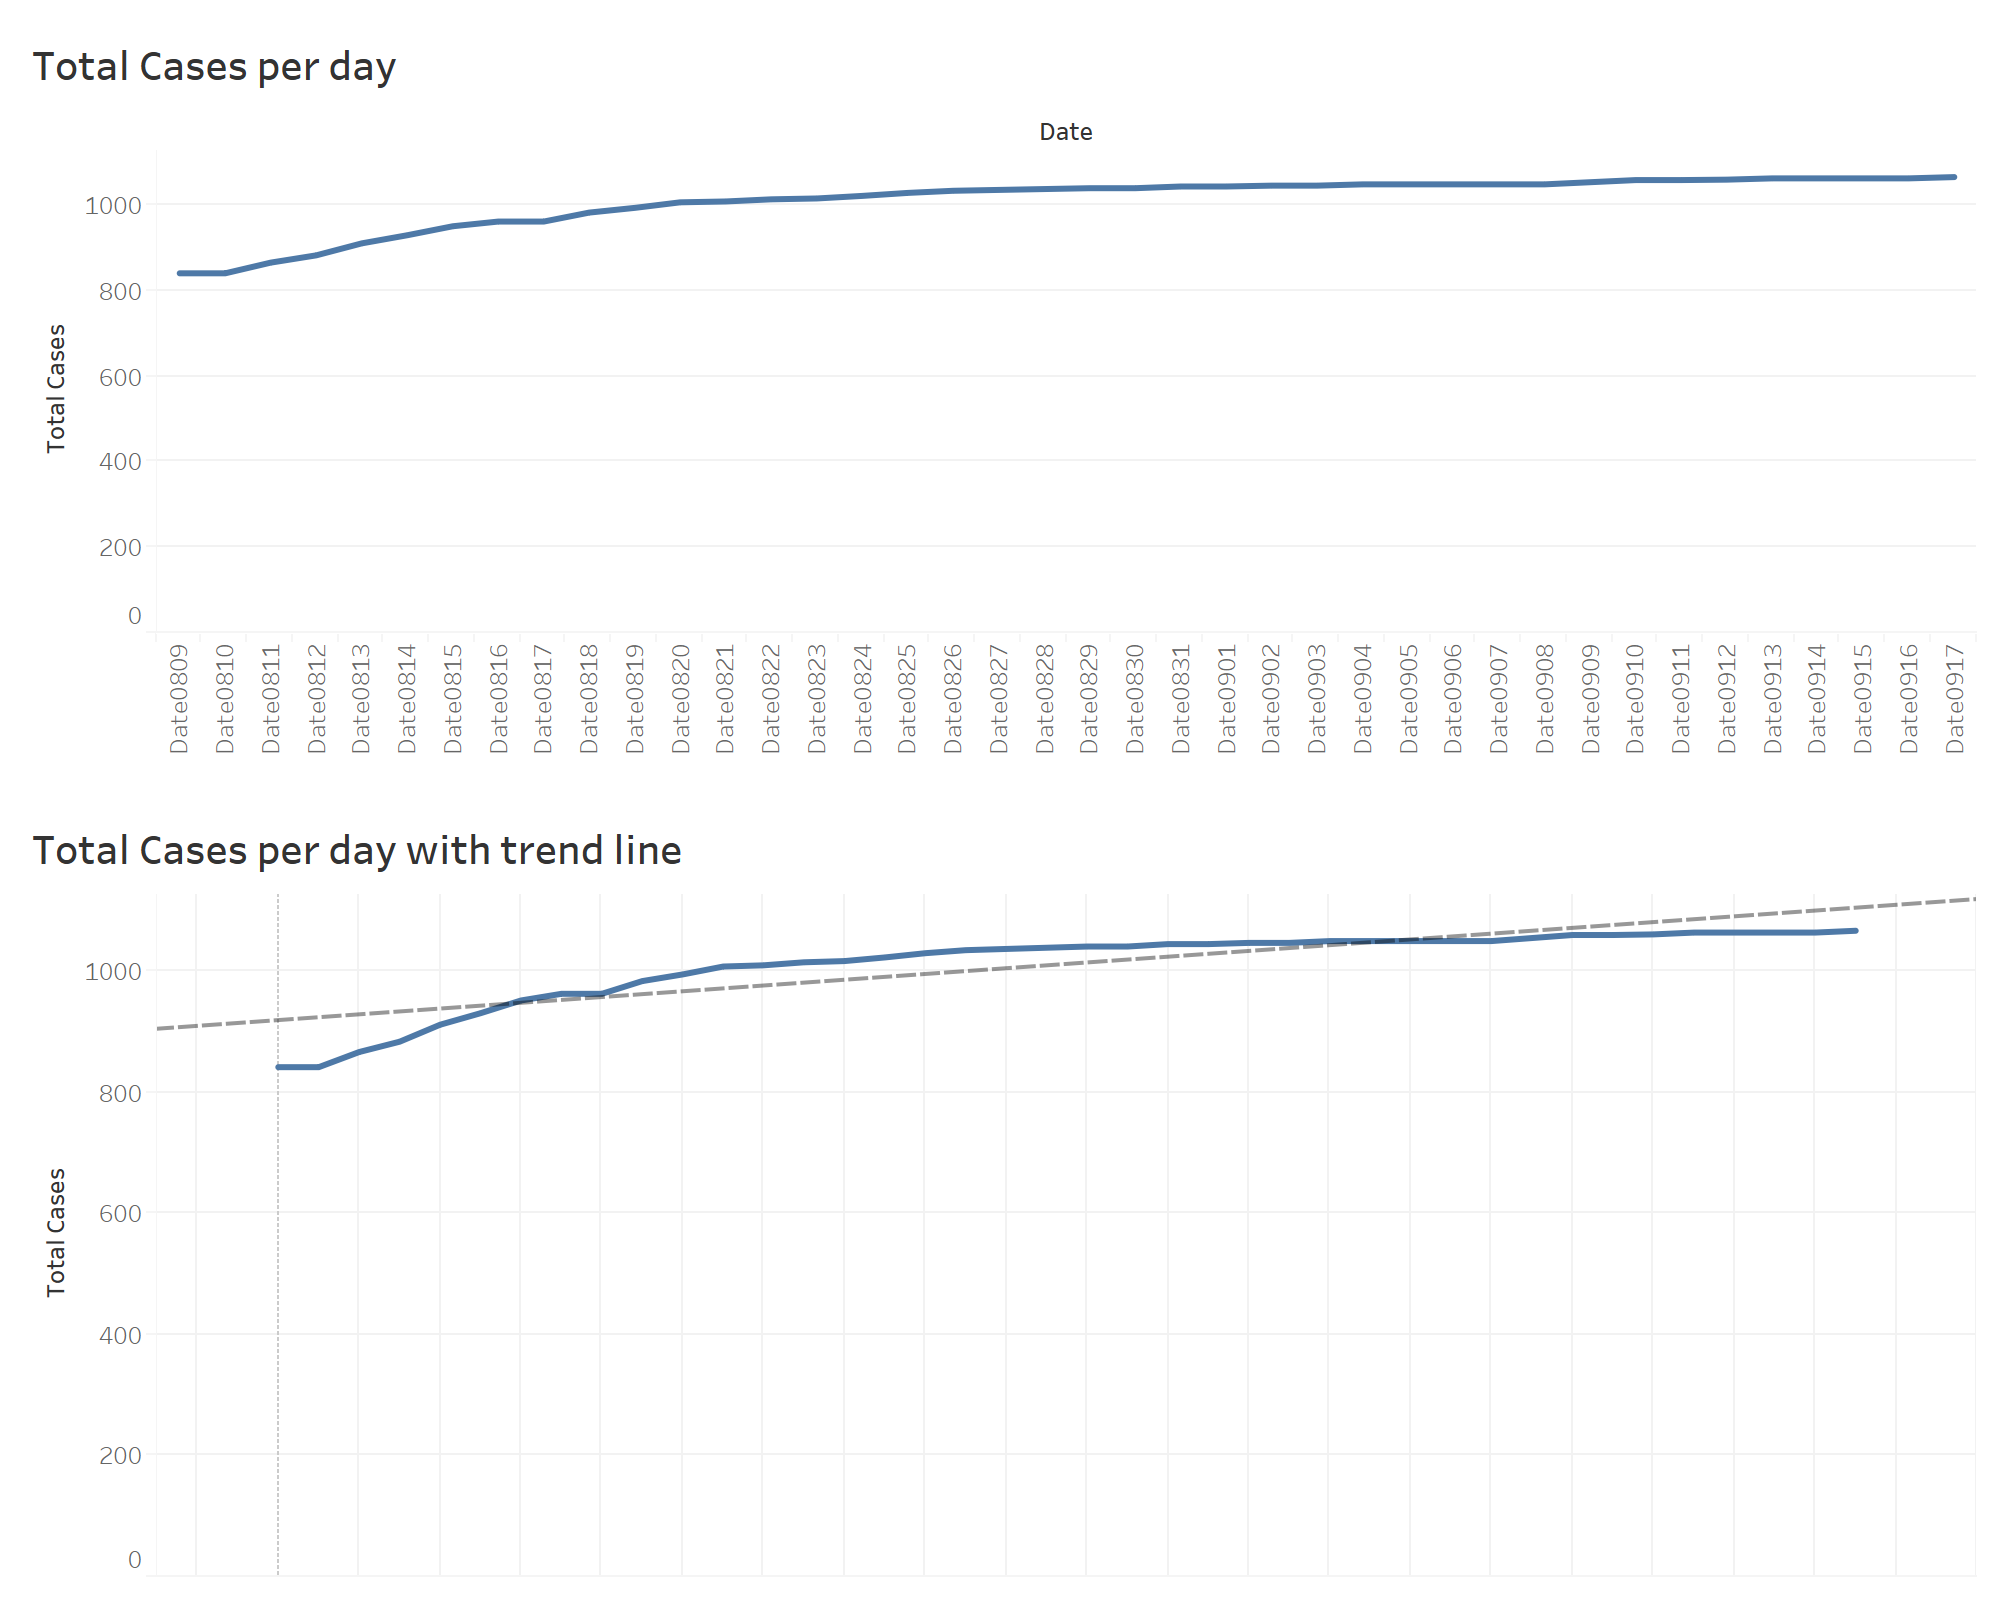 Total Cases per day
Date
Total Cases
1000
800
600
400
200
0
Date0809
Date0810
Date0811
Date0812
Date0813
Date0814
Date0815
Date0816
Date0817
Date0818
Date0819
Date0820
Date0821
Date0822
Date0823
Date0824
Date0825
Date0826
Date0827
Date0828
Date0829
Date0830
Date0831
Date0901
Date0902
Date0903
Date0904
Date0905
Date0906
Date0907
Date0908
Date0909
Date0910
Date0911
Date0912
Date0913
Date0914
Date0915
Date0916
Date0917
Total Cases per day with trend line
Total Cases
1000
800
600
400
200
0